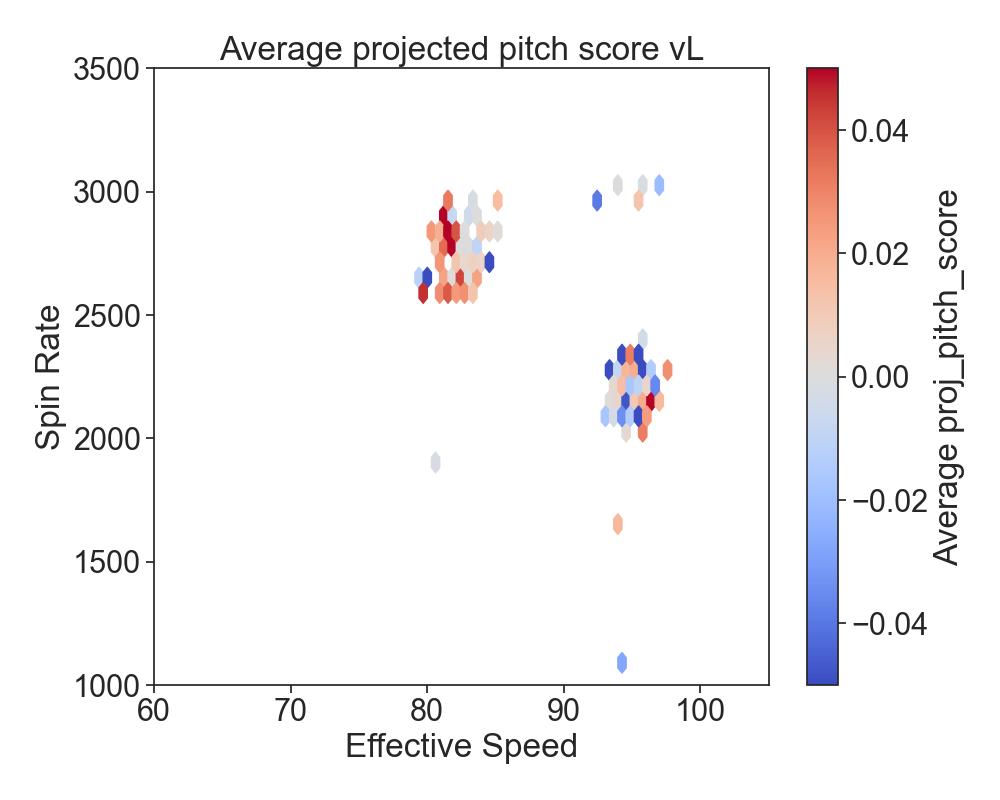 Average projected pitch score vL
3500
3000
2500
2000
1500
1000
Spin Rate
60 70 80 90 100
Effective Speed
0.04
0.02
0.00
−0.02
−0.04
Average proj_pitch_score